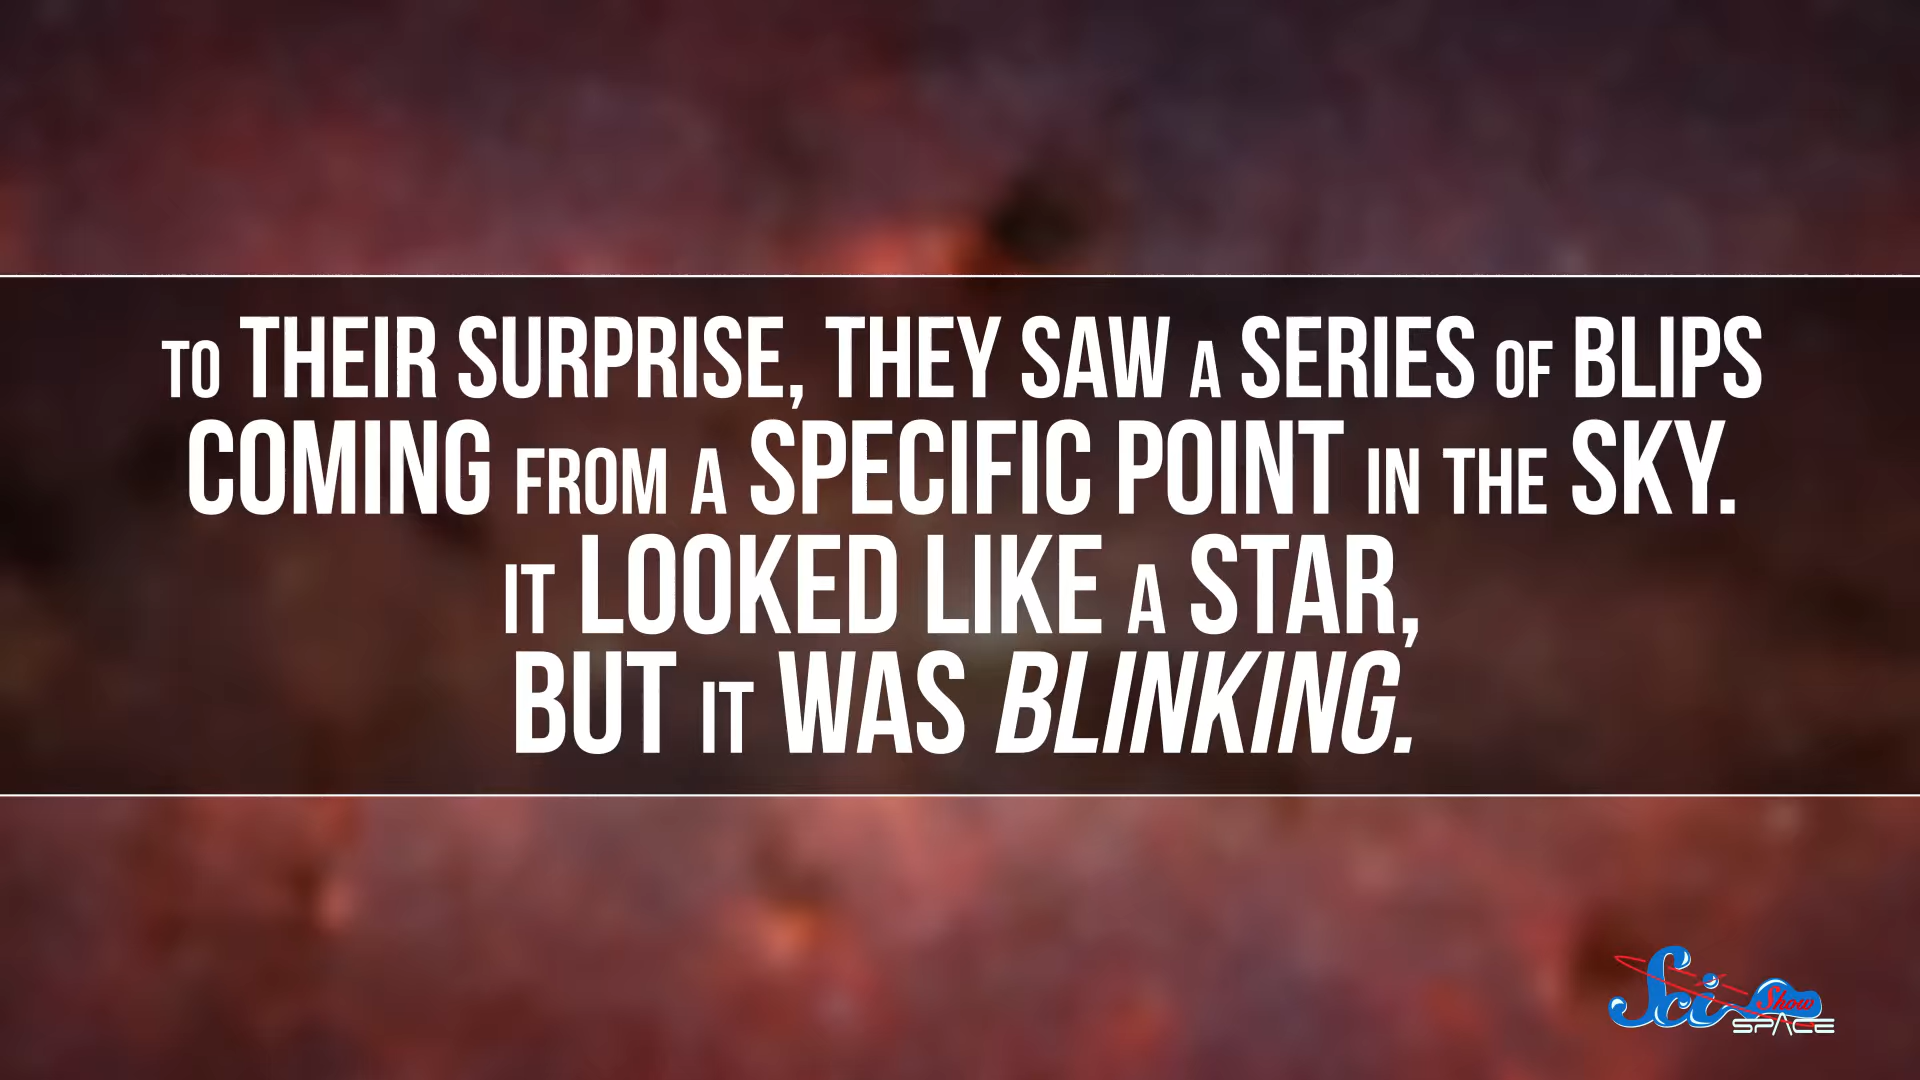 TO THEIR SURPRISE, THEY SAW A SERIES OF BLIPS
COMING FROM A SPECIFIC POINT IN THE SKY.
IT LOOKED LIKE A STAR,
BUT IT WAS BLINKING.
Sci Show
SPACE